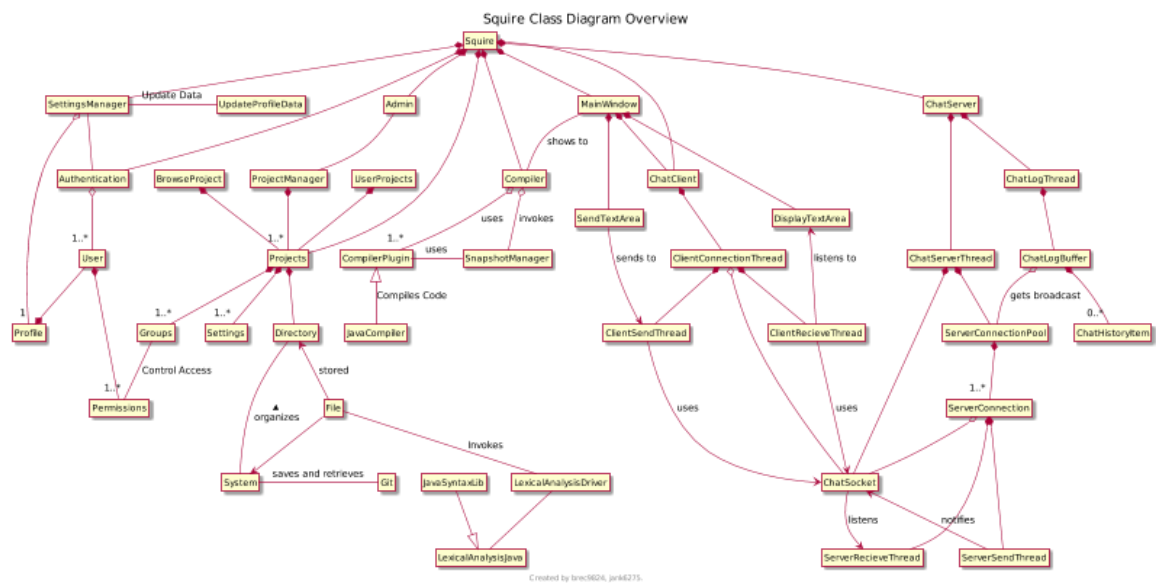 Squire Class Diagram Overview
Squire
SettingsManager
Update Data
UpdateProfileData
Admin
MainWindow
ChatServer
shows to
Authentication
BrowseProject
ProjectManager
UserProjects
Compiler
ChatClient
ChatLogThread
uses
invokes
SendTextArea
DisplayTextArea
1..*
1..*
1..*
uses
User
Projects
CompilerPlugin
SnapshotManager
sends to
ClientConnectionThread
listens to
ChatServerThread
ChatLogBuffer
Compiles Code
gets broadcast
1
1..*
1..*
0..*
Profile
Groups
Settings
Directory
JavaCompiler
ClientSendThread
ClientRecieveThread
ServerConnectionPool
ChatHistoryItem
Control Access
stored
1..*
1..*
Permissions
organizes
File
uses
uses
ServerConnection
Invokes
saves and retrieves
System
Git
JavaSyntaxLib
LexicalAnalysisDriver
ChatSocket
listens
notifies
LexicalAnalysisJava
ServerRecieveThread
ServerSendThread
Created by brec9824, jank6275.